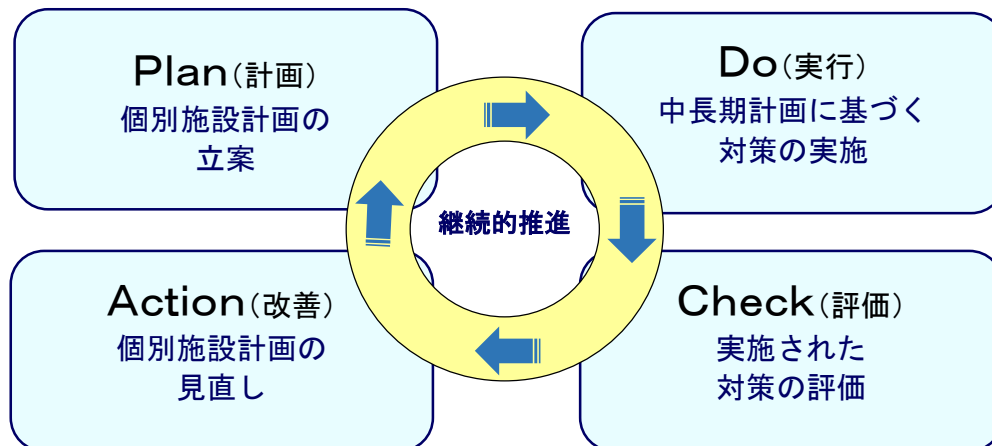 Plan(計画)
個別施設計画の
立案
Do(実行)
中長期計画に基づく
対策の実施
継続的推進
Action(改善)
個別施設計画の
見直し
Check(評価)
実施された
対策の評価